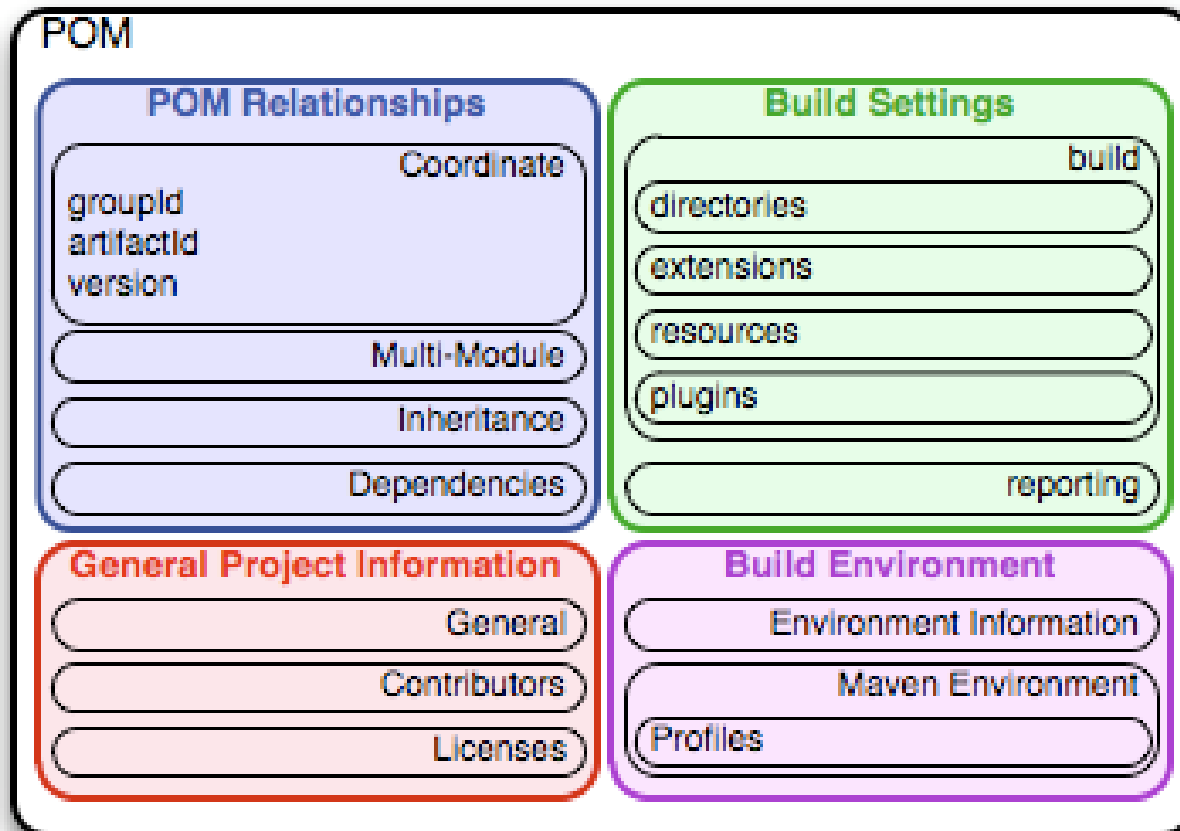 POM
POM Relationships
Coordinate
groupId
artifactId
version
Multi-Module
Inheritance
Dependencies
Build Settings
build
directories
extensions
resources
plugins
reporting
General Project Information
General
Contributors
Licenses
Build Environment
Environment Information
Maven Environment
Profiles